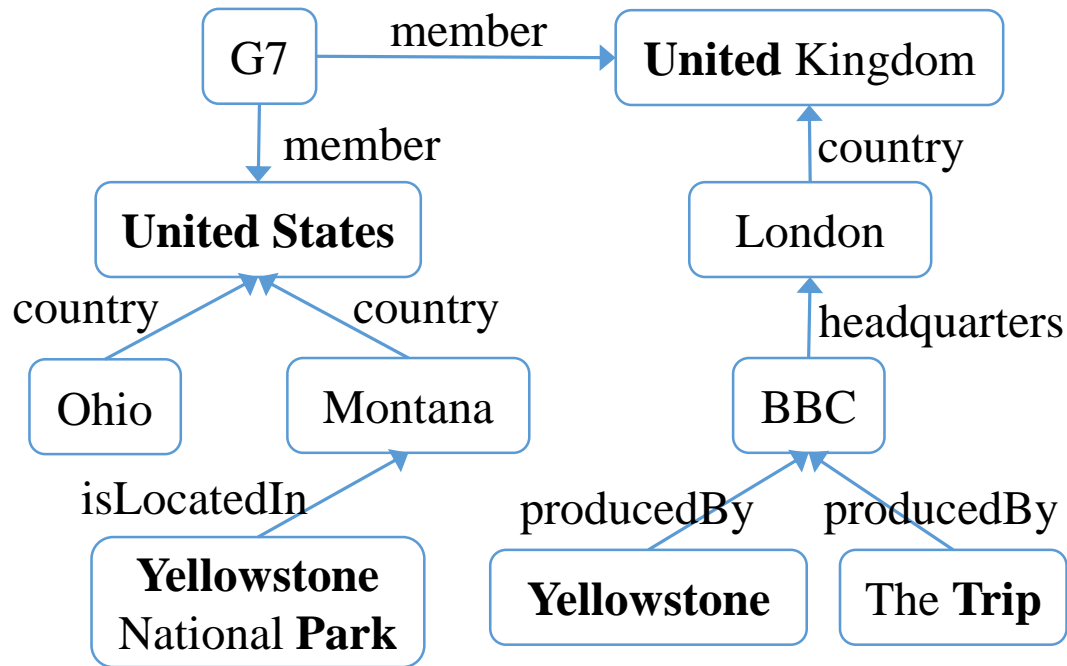 member
G7
United Kingdom
member
country
United States
London
country
country
headquarters
Ohio
Montana
BBC
isLocatedIn
producedBy
producedBy
Yellowstone
National Park
Yellowstone
The Trip